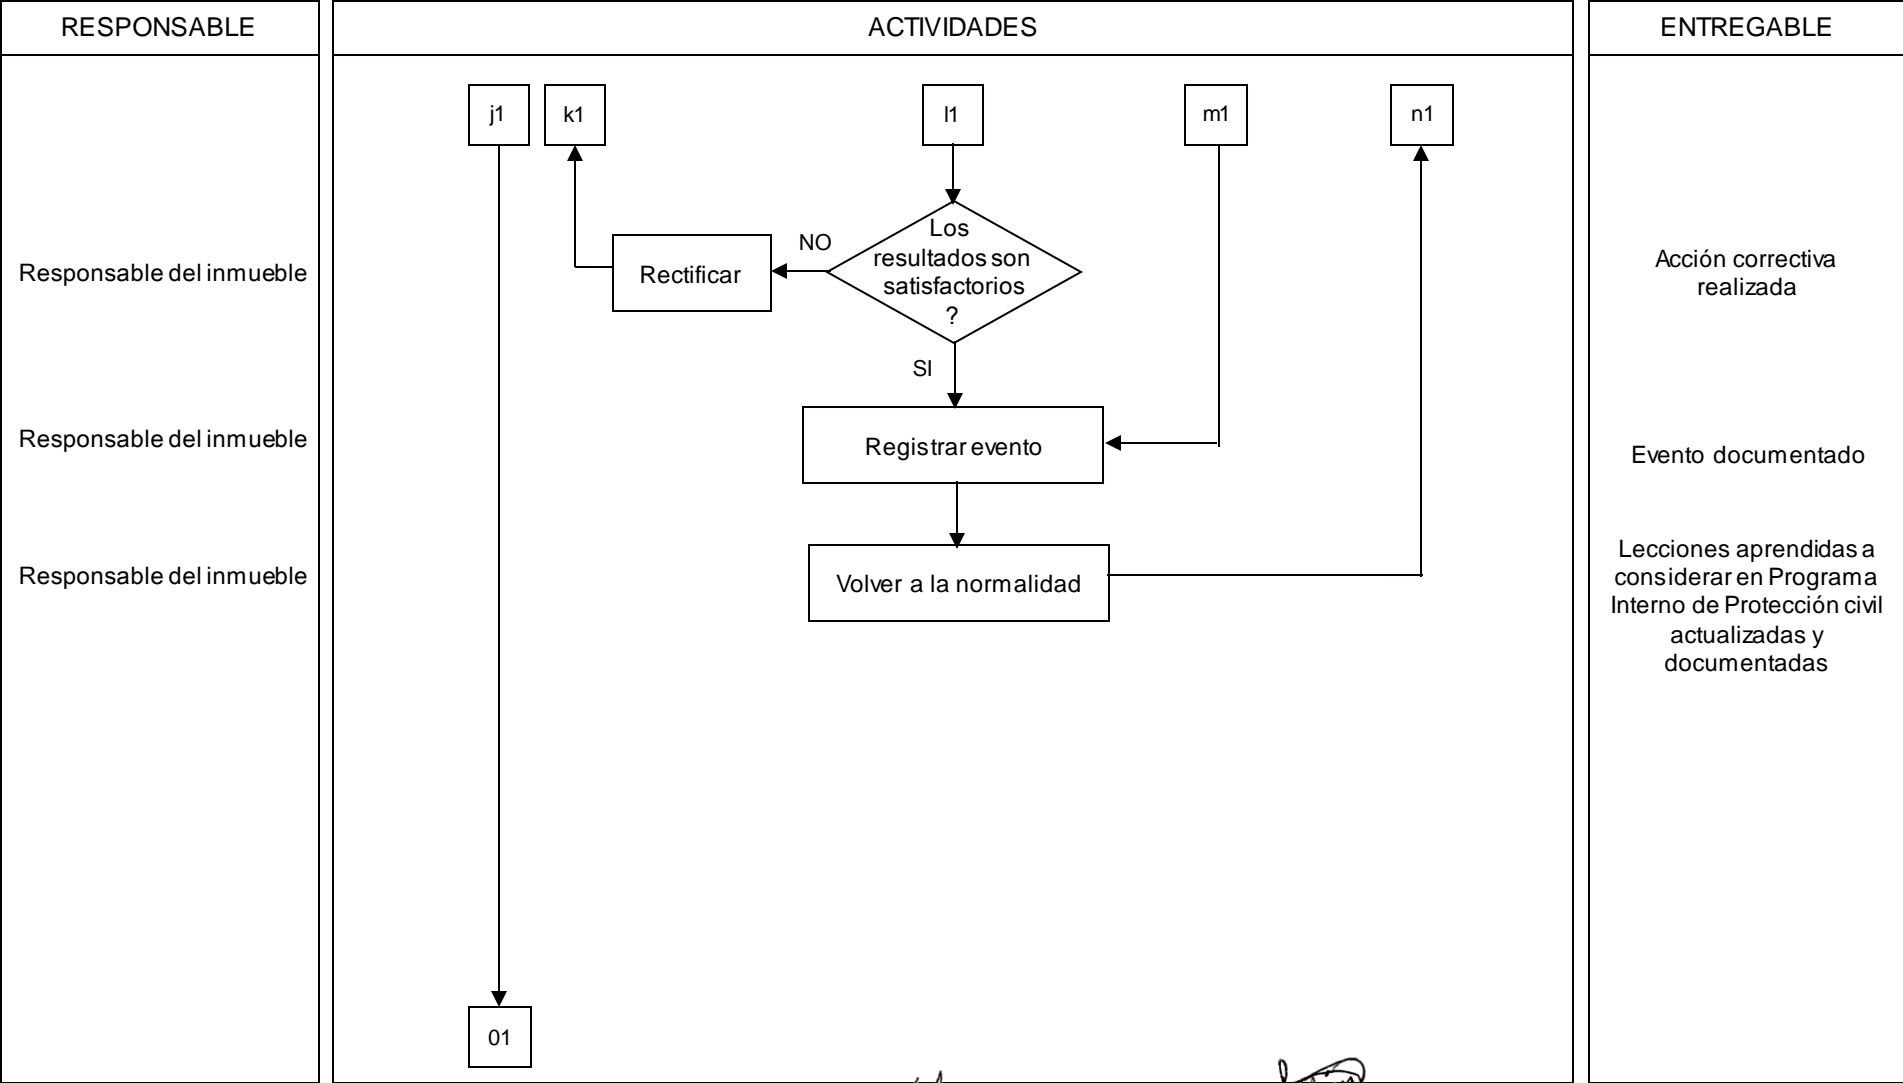 RESPONSABLE
ACTIVIDADES
ENTREGABLE
j1
k1
l1
m1
n1
Los
resultados son
satisfactorios
?
NO
Rectificar
Responsable del inmueble
Acción correctiva
realizada
SI
Responsable del inmueble
Registrar evento
Evento documentado
Responsable del inmueble
Volver a la normalidad
Lecciones aprendidas a
considerar en Programa
Interno de Protección civil
actualizadas y
documentadas
01